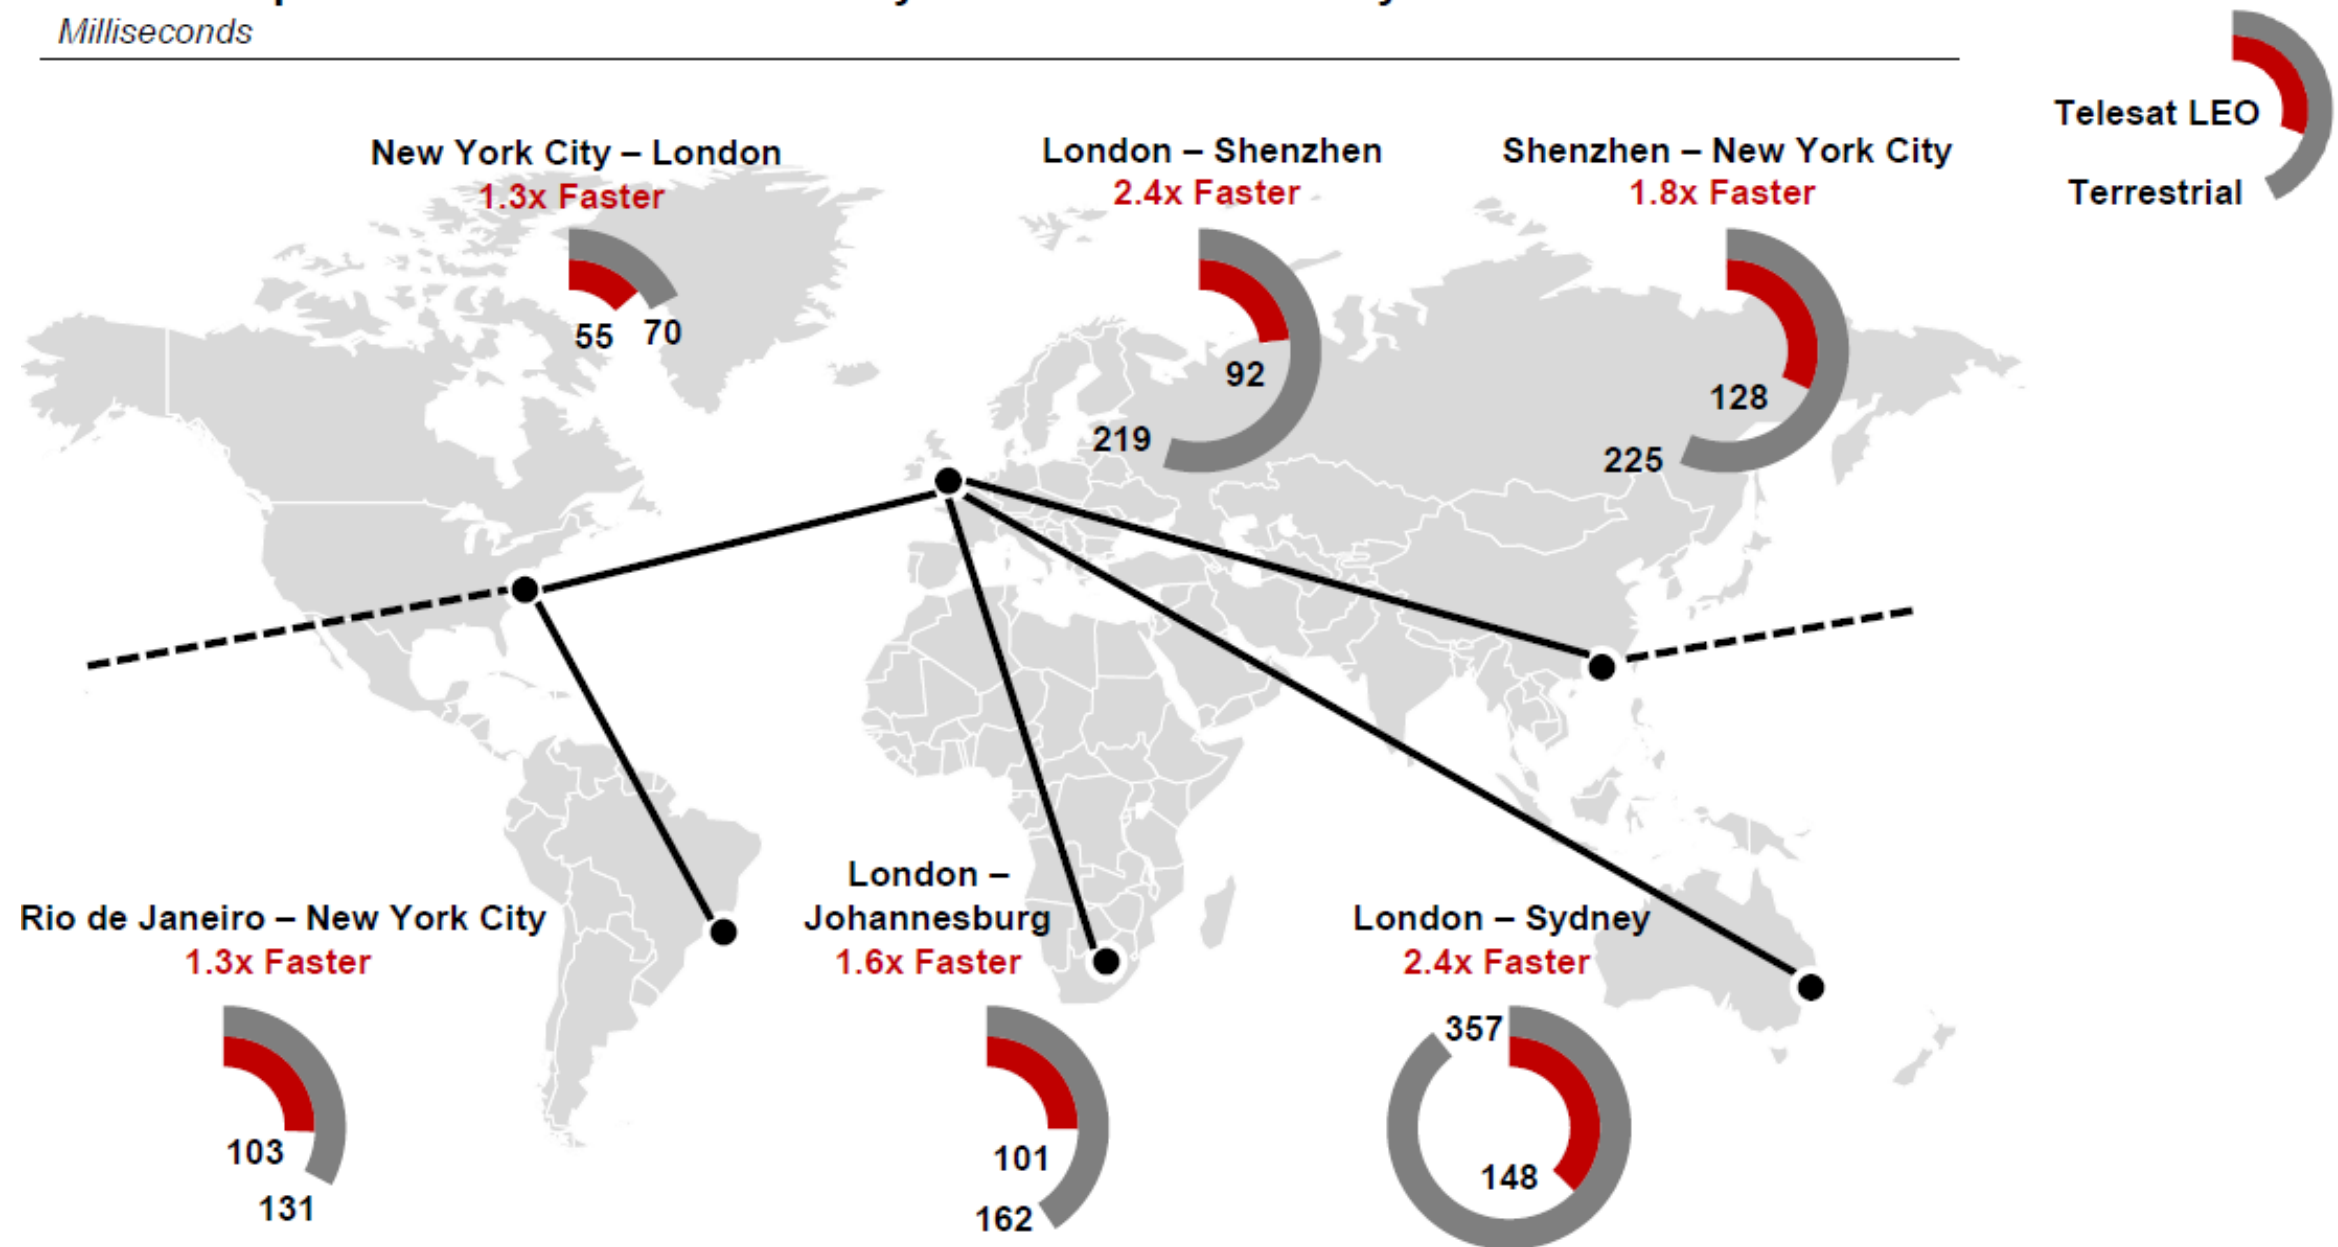 Milliseconds
Telesat LEO
Terrestrial
New York City – London
1.3x Faster
55 70
London – Shenzhen
2.4x Faster
92
219
Shenzhen – New York City
1.8x Faster
128
225
Rio de Janeiro – New York City
1.3x Faster
103
131
London –
Johannesburg
1.6x Faster
101
162
London – Sydney
2.4x Faster
357
148